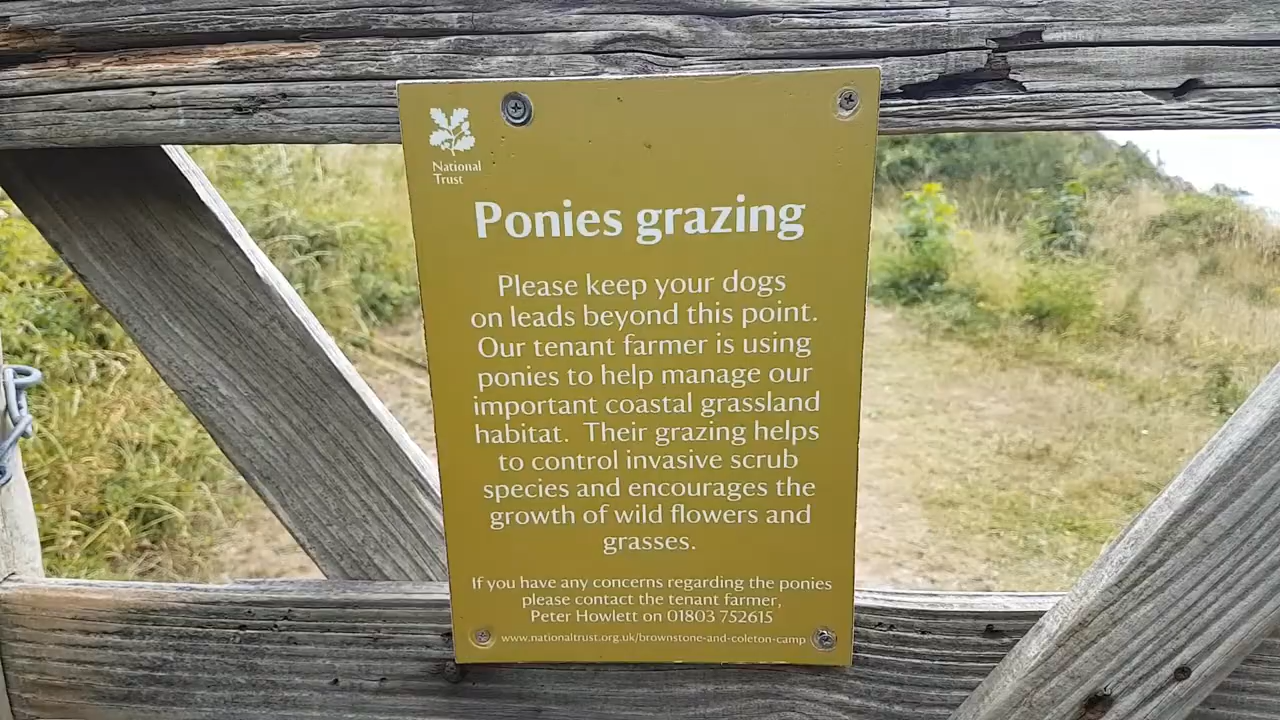 National
Trust
Ponies grazing
Please keep your dogs
on leads beyond this point.
Our tenant farmer is using
ponies to help manage our
important coastal grassland
habitat. Their grazing helps
to control invasive scrub
species and encourages the
growth of wild flowers and
grasses.
If you have any concerns regarding the ponies
please contact the tenant farmer,
Peter Howlett on 01803 752615
www.nationaltrust.org.uk/brownstone-and-coleton-camp